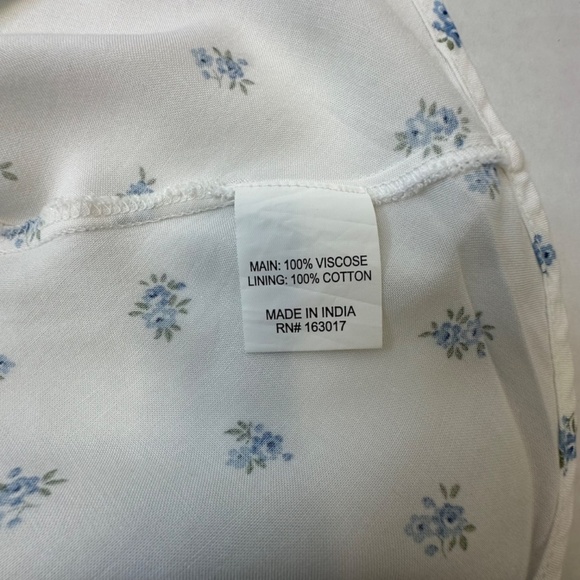 MAIN: 100% VISCOSE
LINING: 100% COTTON
MADE IN INDIA
RN# 163017